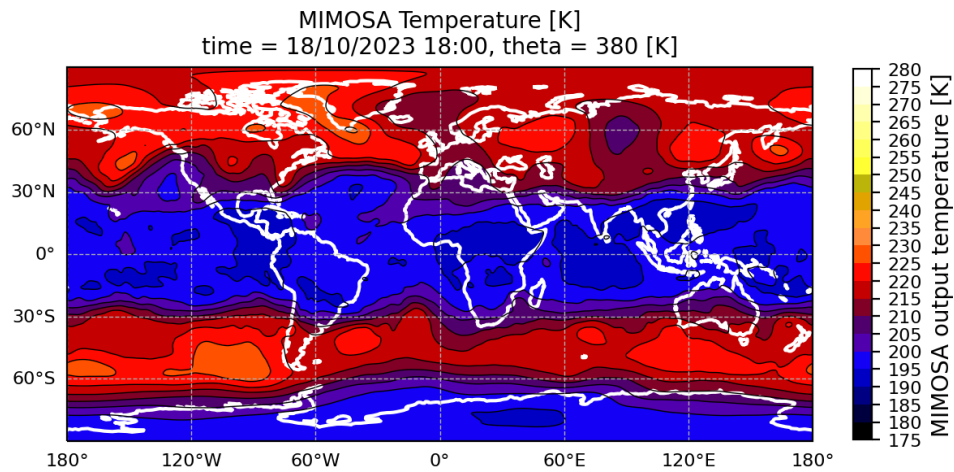 MIMOSA Temperature [K]
time = 18/10/2023 18:00, theta = 380 [K]
60°N
30°N
0°
30°S
60°S
180°
120°W
60°W
0°
60°E
120°E
180°
280
275
270
265
260
255
250
245
240
235
230
225
220
215
210
205
200
195
190
185
180
175
MIMOSA output temperature [K]